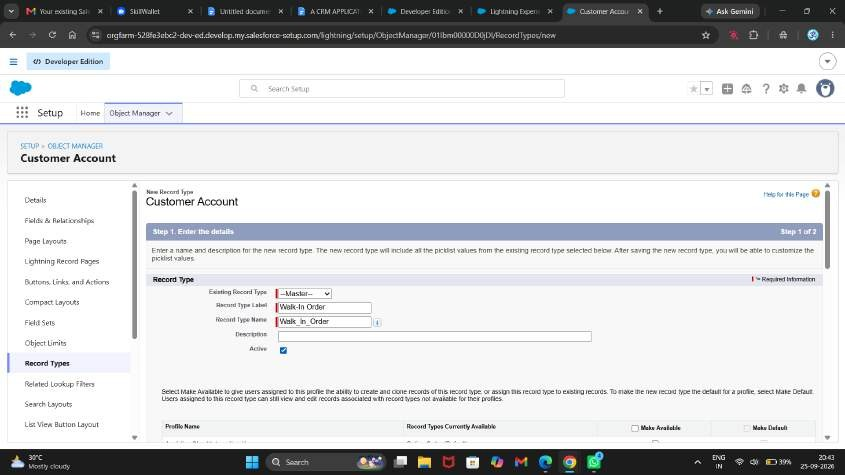 Your existing Sale
SkillWallet
Untitled documen
A CRM APPLICAT
Developer Editio
Lightning Experie
Customer Accoun
Ask Gemini
orgfarm-528fe3ebc2-dev-ed.develop.my.salesforce-setup.com/lightning/setup/ObjectManager/01Ibm00000D0jDl/RecordTypes/new
</> Developer Edition
Search Setup
Setup
Home
Object Manager
SETUP > OBJECT MANAGER
Customer Account
Details
Fields & Relationships
Page Layouts
Lightning Record Pages
Buttons, Links, and Actions
Compact Layouts
Field Sets
Object Limits
Record Types
Related Lookup Filters
Search Layouts
List View Button Layout
New Record Type
Customer Account
Help for this Page
Step 1. Enter the details
Step 1 of 2
Enter a name and description for the new record type. The new record type will include all the picklist values from the existing record type selected below. After saving the new record type, you will be able to customize the
picklist values.
Record Type
= Required Information
Existing Record Type
--Master--
Record Type Label
Walk-In Order
Record Type Name
Walk_In_Order
Description
Active
Select Make Available to give users assigned to this profile the ability to create and clone records of this record type, or assign this record type to existing records. To make the new record type the default for a profile, select Make Default.
Users assigned to this record type can still view and edit records associated with record types not available for their profiles.
Profile Name
Record Types Currently Available
Make Available
Make Default
30°C
Mostly cloudy
Search
ENG
IN
39%
20:43
25-09-2026